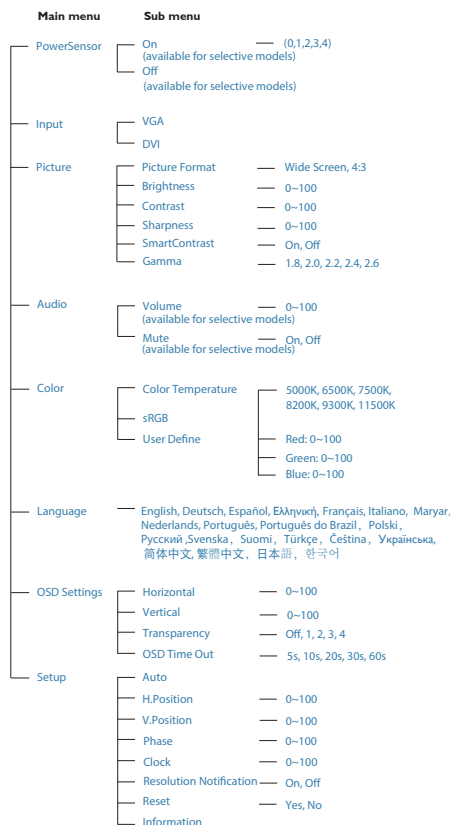 Main menu Sub menu
PowerSensor On (0,1,2,3,4)
(available for selective models)
Off
(available for selective models)
Input VGA
DVI
Picture Picture Format Wide Screen, 4:3
Brightness 0~100
Contrast 0~100
Sharpness 0~100
SmartContrast On, Off
Gamma 1.8, 2.0, 2.2, 2.4, 2.6
Audio Volume 0~100
(available for selective models)
Mute On, Off
(available for selective models)
Color Color Temperature 5000K, 6500K, 7500K,
8200K, 9300K, 11500K
sRGB
User Define Red: 0~100
Green: 0~100
Blue: 0~100
Language English, Deutsch, Español, Ελληνική, Français, Italiano, Maryar,
Nederlands, Português, Português do Brazil, Polski,
Русский ,Svenska, Suomi, Türkçe, Čeština, Українська,
简体中文, 繁體中文, 日本語, 한국어
OSD Settings Horizontal 0~100
Vertical 0~100
Transparency Off, 1, 2, 3, 4
OSD Time Out 5s, 10s, 20s, 30s, 60s
Setup Auto
H.Position 0~100
V.Position 0~100
Phase 0~100
Clock 0~100
Resolution Notification On, Off
Reset Yes, No
Information